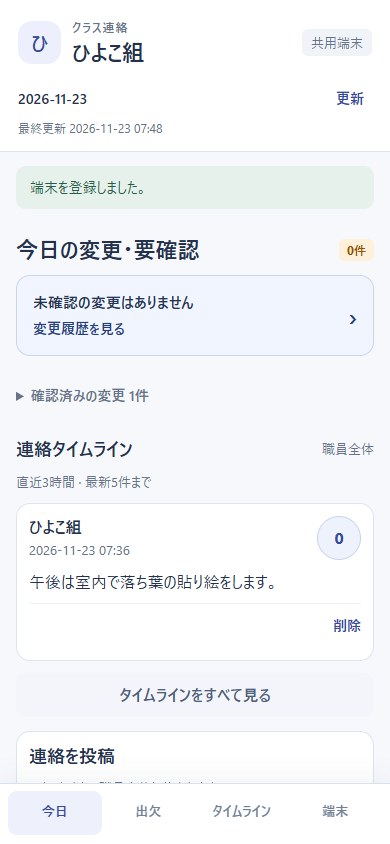 ひ
クラス連絡
ひよこ組
共用端末
2026-11-23
更新
最終更新 2026-11-23 07:48
端末を登録しました。
今日の変更・要確認
0件
未確認の変更はありません
変更履歴を見る
›
▶ 確認済みの変更 1件
連絡タイムライン
職員全体
直近3時間 · 最新5件まで
ひよこ組
0
2026-11-23 07:36
午後は室内で落ち葉の貼り絵をします。
削除
タイムラインをすべて見る
連絡を投稿
今日
出欠
タイムライン
端末